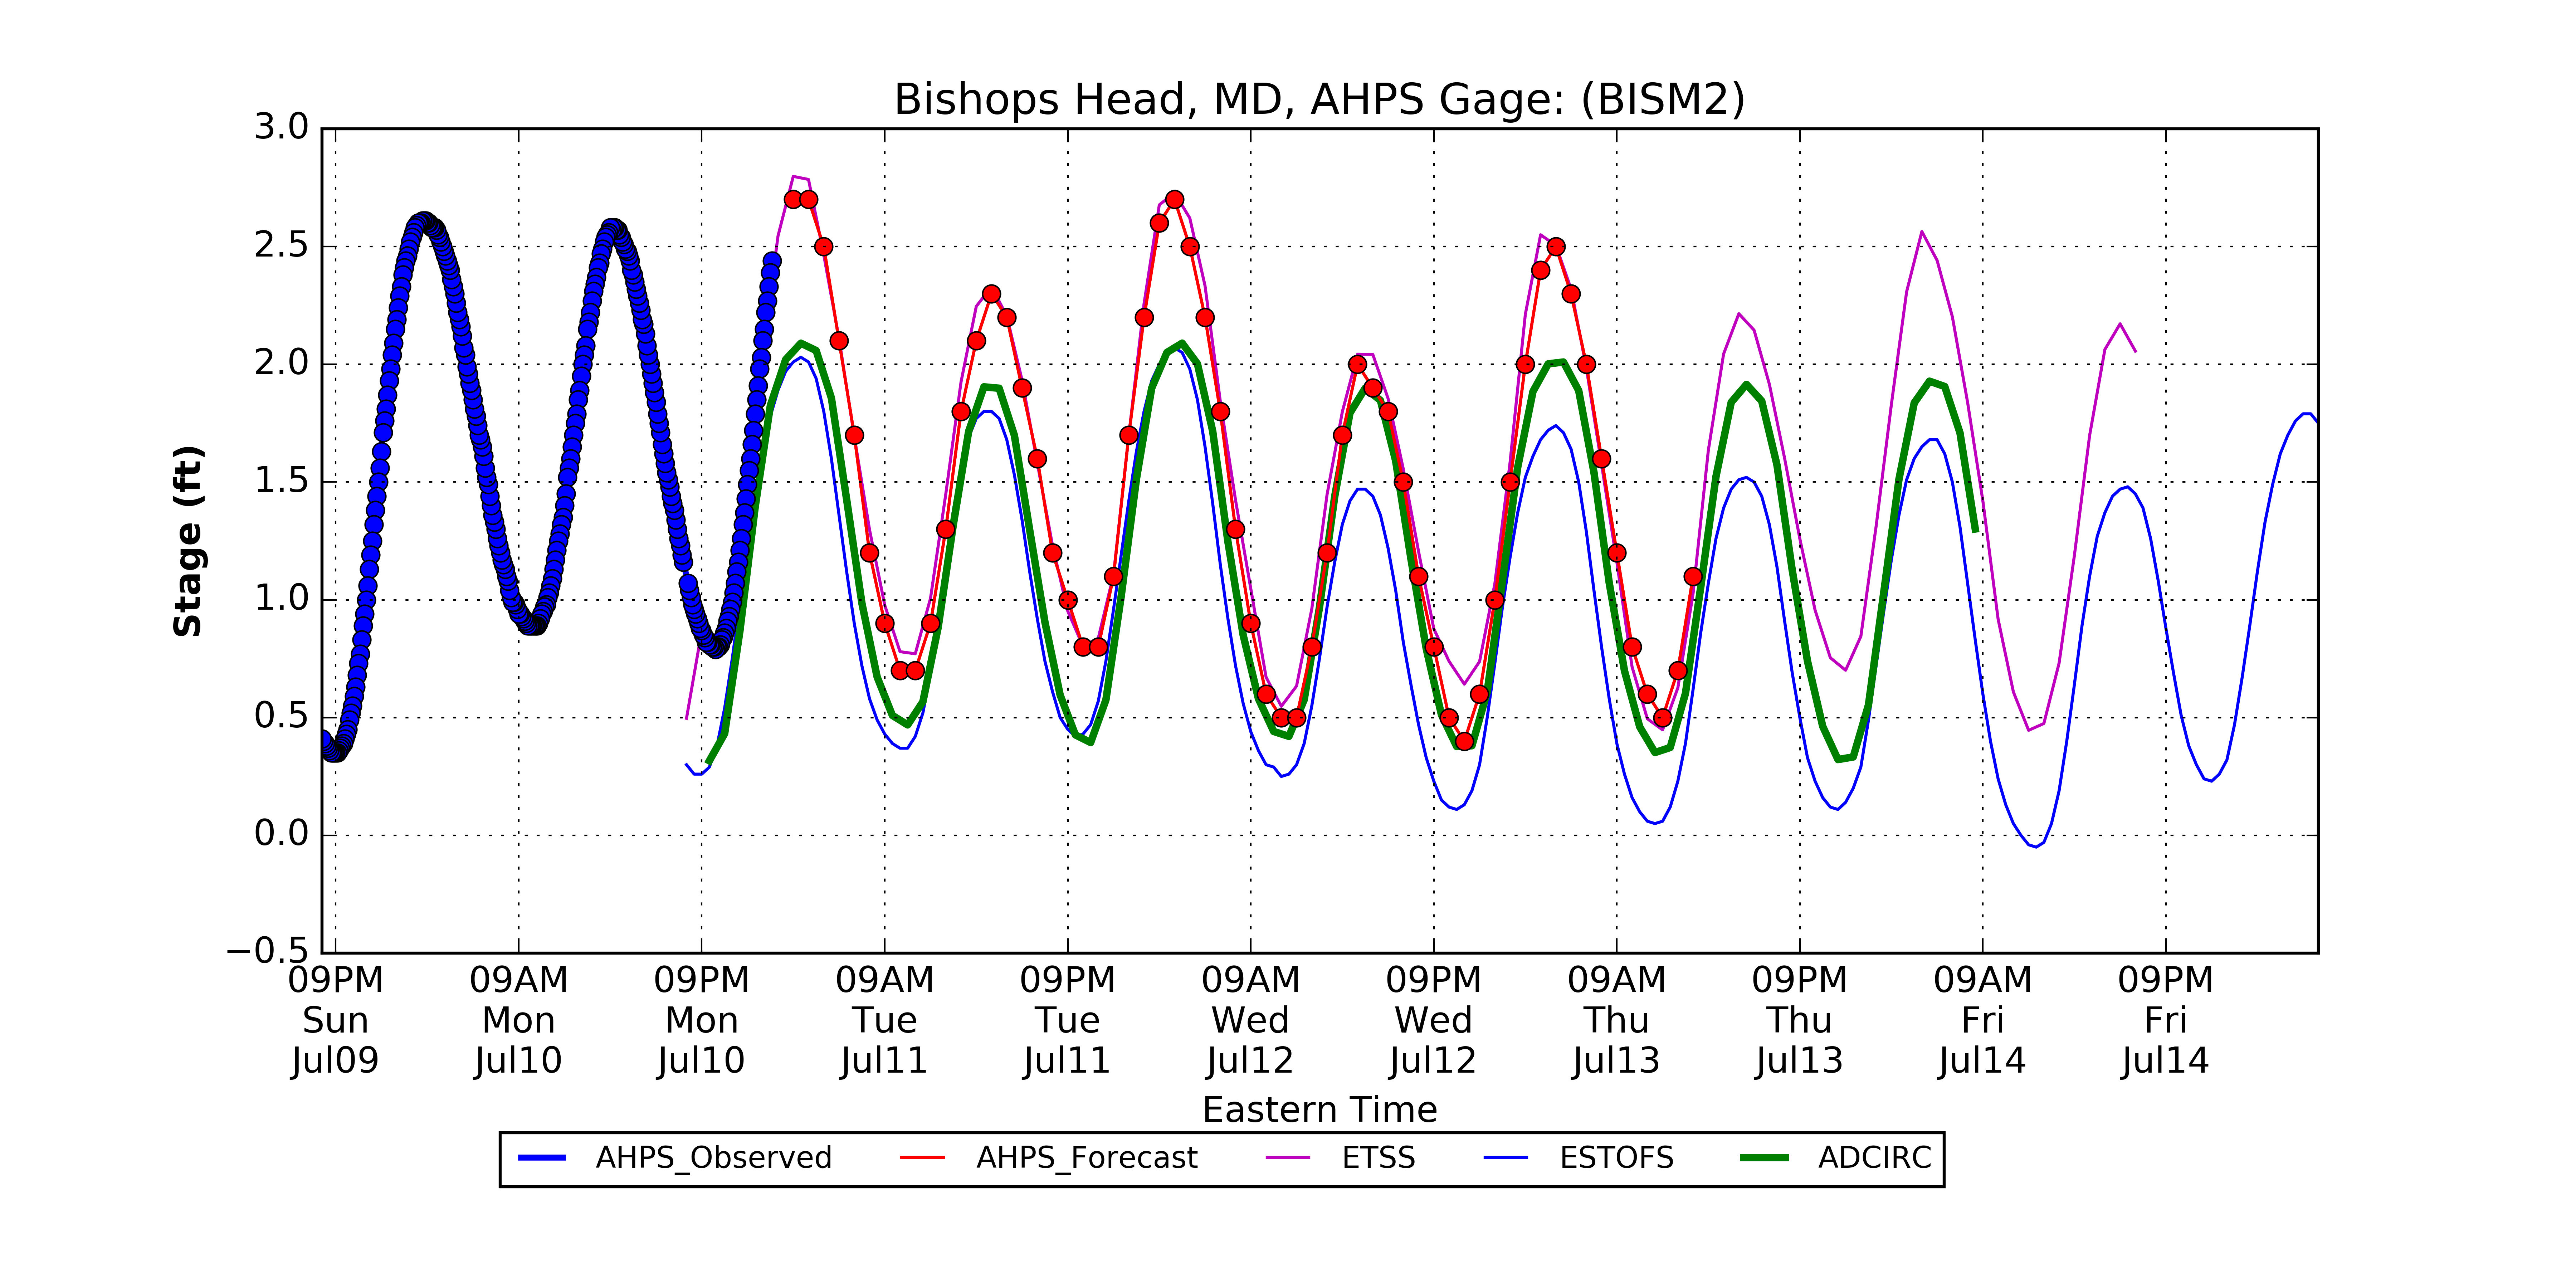 Bishops Head, MD, AHPS Gage: (BISM2)
3.0
2.5
2.0
1.5
1.0
0.5
0.0
−0.5
Stage (ft)
09PM 09AM 09PM 09AM 09PM 09AM 09PM 09AM 09PM 09AM 09PM
Sun Mon Mon Tue Tue Wed Wed Thu Thu Fri Fri
Jul09 Jul10 Jul10 Jul11 Jul11 Jul12 Jul12 Jul13 Jul13 Jul14 Jul14
Eastern Time
AHPS_Observed AHPS_Forecast ETSS ESTOFS ADCIRC